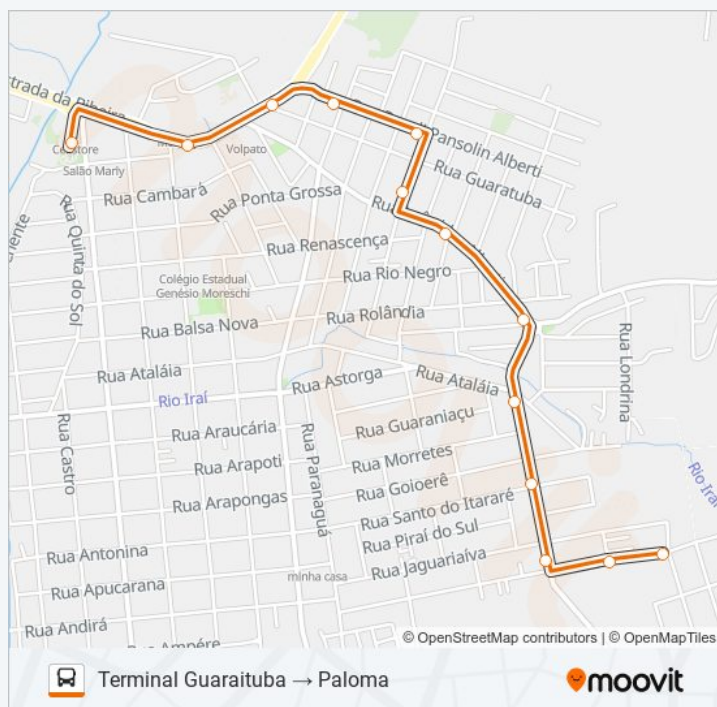 Estrada da Ribeira
Salão Marly
Volpato
Pansolin Alberti
Rua Guaratuba
Rua Cambará
Rua Ponta Grossa
Rua Quinta do Sol
Rua Renascença
Rua Rio Negro
Colégio Estadual
Genésio Moreschi
Rua Balsa Nova
Rua Rolândia
Rua Londrina
Rua Ataláia
Rua Astorga
Rua Ataláia
Rio Iraí
Rua Guaraniaçu
Rua Araucária
Rua Castro
Rua Paranaguá
Rua Morretes
Rua Arapoti
Rua Goioerê
Rio Iraí
Rua Arapongas
Rua Santo do Itararé
Rua Piraí do Sul
Rua Antonina
Rua Jaguariaíva
minha casa
Rua Apucarana
Rua Andirá
Rua Ampére
© OpenStreetMap contributors | © OpenMapTiles
Terminal Guaraituba → Paloma
moovit